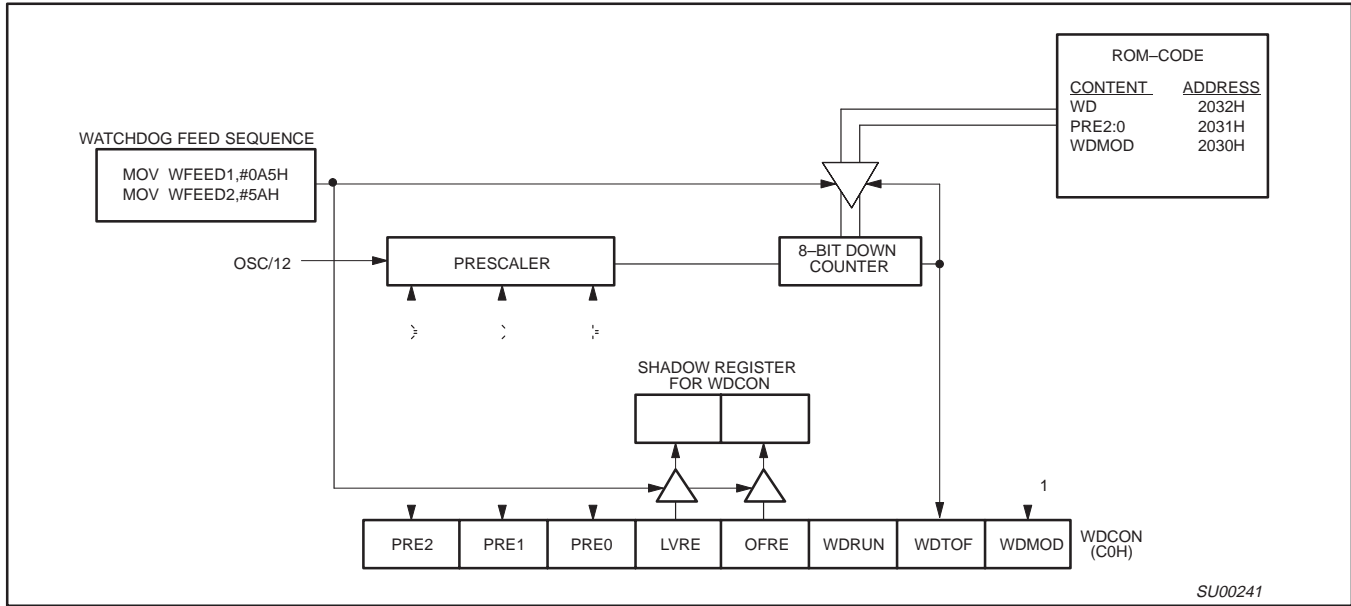 ROM–CODE
CONTENT ADDRESS
WD 2032H
PRE2:0 2031H
WDMOD 2030H
WATCHDOG FEED SEQUENCE
MOV WFEED1,#0A5H
MOV WFEED2,#5AH
OSC/12
PRESCALER
8–BIT DOWN
COUNTER
SHADOW REGISTER
FOR WDCON
1
PRE2 PRE1 PRE0 LVRE OFRE WDRUN WDTOF WDMOD
WDCON
(C0H)
SU00241